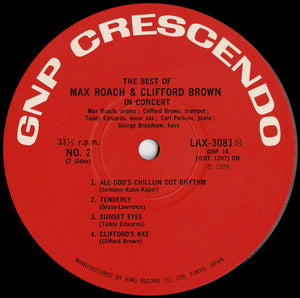 GNP CRESCENDO
THE BEST OF
MAX ROACH & CLIFFORD BROWN
IN CONCERT
Max Roach, drums ; Clifford Brown, trumpet ;
Teddy Edwards, tenor sax ; Carl Perkins, piano ;
George Breadsaw, bass
33⅓ r.p.m.
NO. 2
(2 Sides)
LAX-3081 Ⓜ
GNP 18
(ILBT 1207) GN
Ⓟ 1976
1. ALL GOD'S CHILLUN GOT RHYTHM
(Jermann-Kahn-Kaper)
2. TENDERLY
(Gross-Lawrence)
3. SUNSET EYES
(Teddy Edwards)
4. CLIFFORD'S AXE
(Clifford Brown)
MANUFACTURED BY KING RECORD CO. LTD. TOKYO, JAPAN